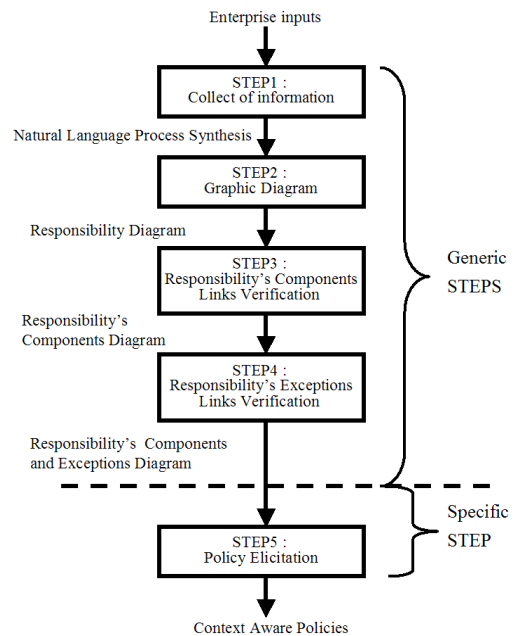 Enterprise inputs
STEP1 :
Collect of information
Natural Language Process Synthesis
STEP2 :
Graphic Diagram
Responsibility Diagram
STEP3 :
Responsibility's Components
Links Verification
Generic
STEPS
Responsibility's
Components Diagram
STEP4 :
Responsibility's Exceptions
Links Verification
Responsibility's Components
and Exceptions Diagram
Specific
STEP
STEP5 :
Policy Elicitation
Context Aware Policies